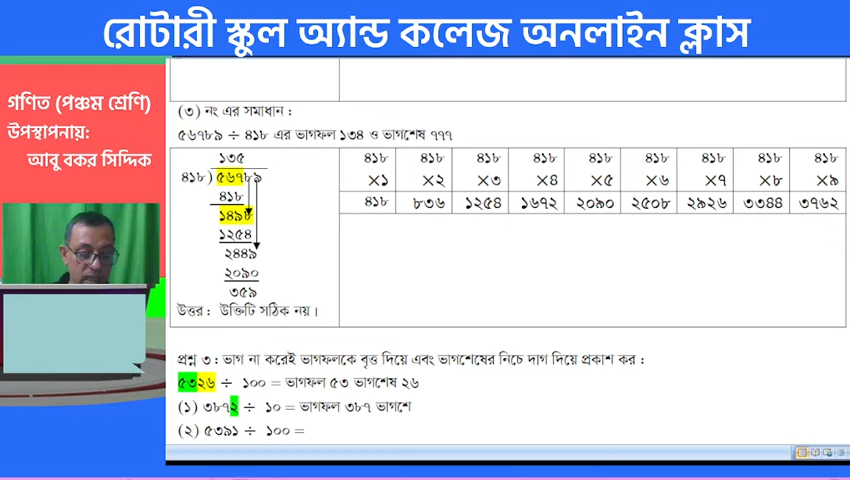 রোটারী স্কুল অ্যান্ড কলেজ অনলাইন ক্লাস
গণিত (পঞ্চম শ্রেণি)
উপস্থাপনায়:
আবু বকর সিদ্দিক
(৩) নং এর সমাধান :
৫৬৭৮৯ ÷ ৪১৮ এর ভাগফল ১৩৪ ও ভাগশেষ ৭৭৭
১৩৫
৪১৮ ) ৫৬৭৮৯
৪১৮
১৪৯৮
১২৫৪
২৪৪৯
২০৯০
৩৫৯
উত্তর: উক্তিটি সঠিক নয়।
৪১৮ ৪১৮ ৪১৮ ৪১৮ ৪১৮ ৪১৮ ৪১৮ ৪১৮ ৪১৮
×১ ×২ ×৩ ×৪ ×৫ ×৬ ×৭ ×৮ ×৯
৪১৮ ৮৩৬ ১২৫৪ ১৬৭২ ২০৯০ ২৫০৮ ২৯২৬ ৩৩৪৪ ৩৭৬২
প্রশ্ন ৩ : ভাগ না করেই ভাগফলকে বৃত্ত দিয়ে এবং ভাগশেষের নিচে দাগ দিয়ে প্রকাশ কর :
৫৩২৬ ÷ ১০০ = ভাগফল ৫৩ ভাগশেষ ২৬
(১) ৩৮৭২ ÷ ১০ = ভাগফল ৩৮৭ ভাগশে
(২) ৫৩৯১ ÷ ১০০ =